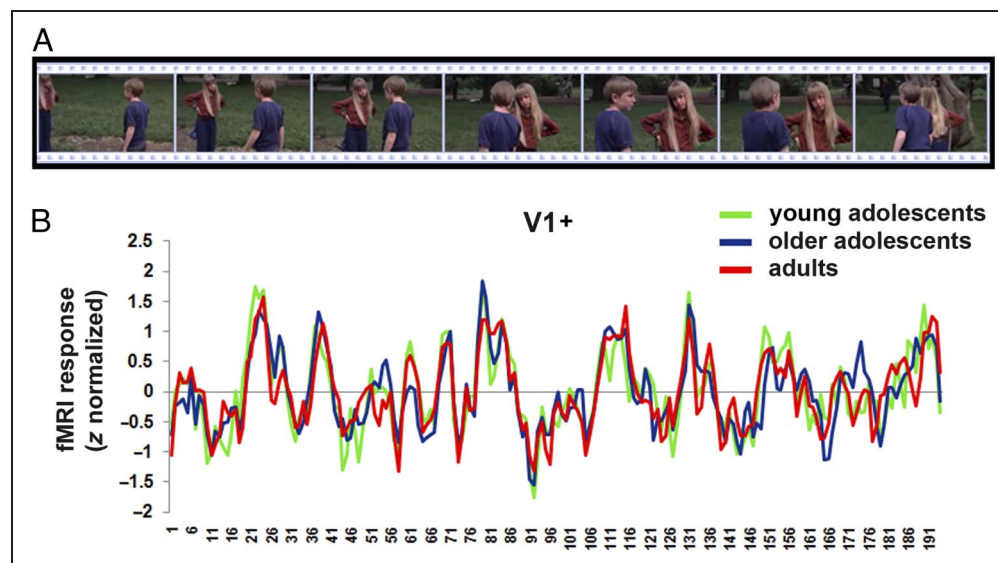 A
B
V1+
young adolescents
older adolescents
adults
fMRI response
(z normalized)
2.5
2
1.5
1
0.5
0
−0.5
−1
−1.5
−2
1 6 11 16 21 26 31 36 41 46 51 56 61 66 71 76 81 86 91 96 101 106 111 116 121 126 131 136 141 146 151 156 161 166 171 176 181 186 191